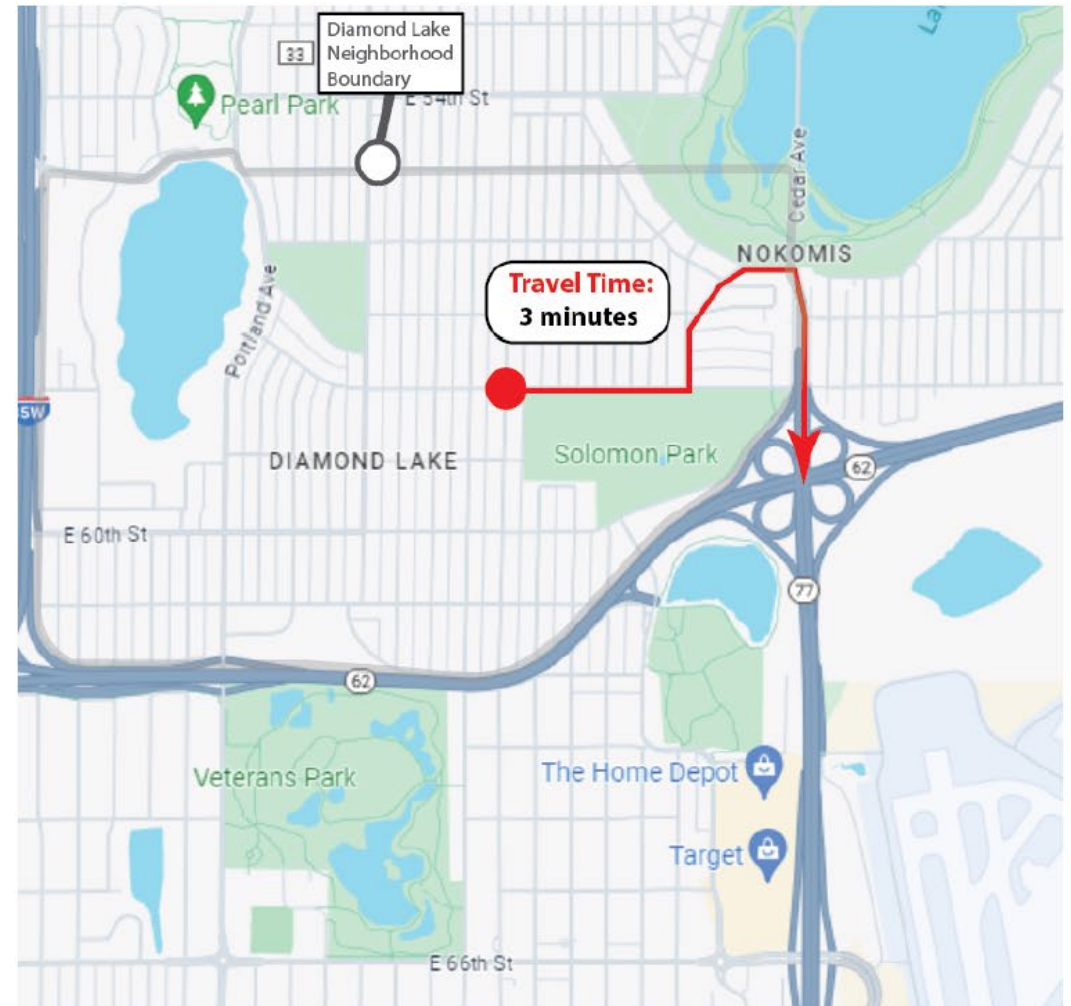 Diamond Lake
Neighborhood
Boundary
33
E 54th St
Pearl Park
Cedar Ave
NOKOMIS
Travel Time:
3 minutes
Portland Ave
5W
DIAMOND LAKE
Solomon Park
62
E 60th St
77
62
Veterans Park
The Home Depot
Target
E 66th St